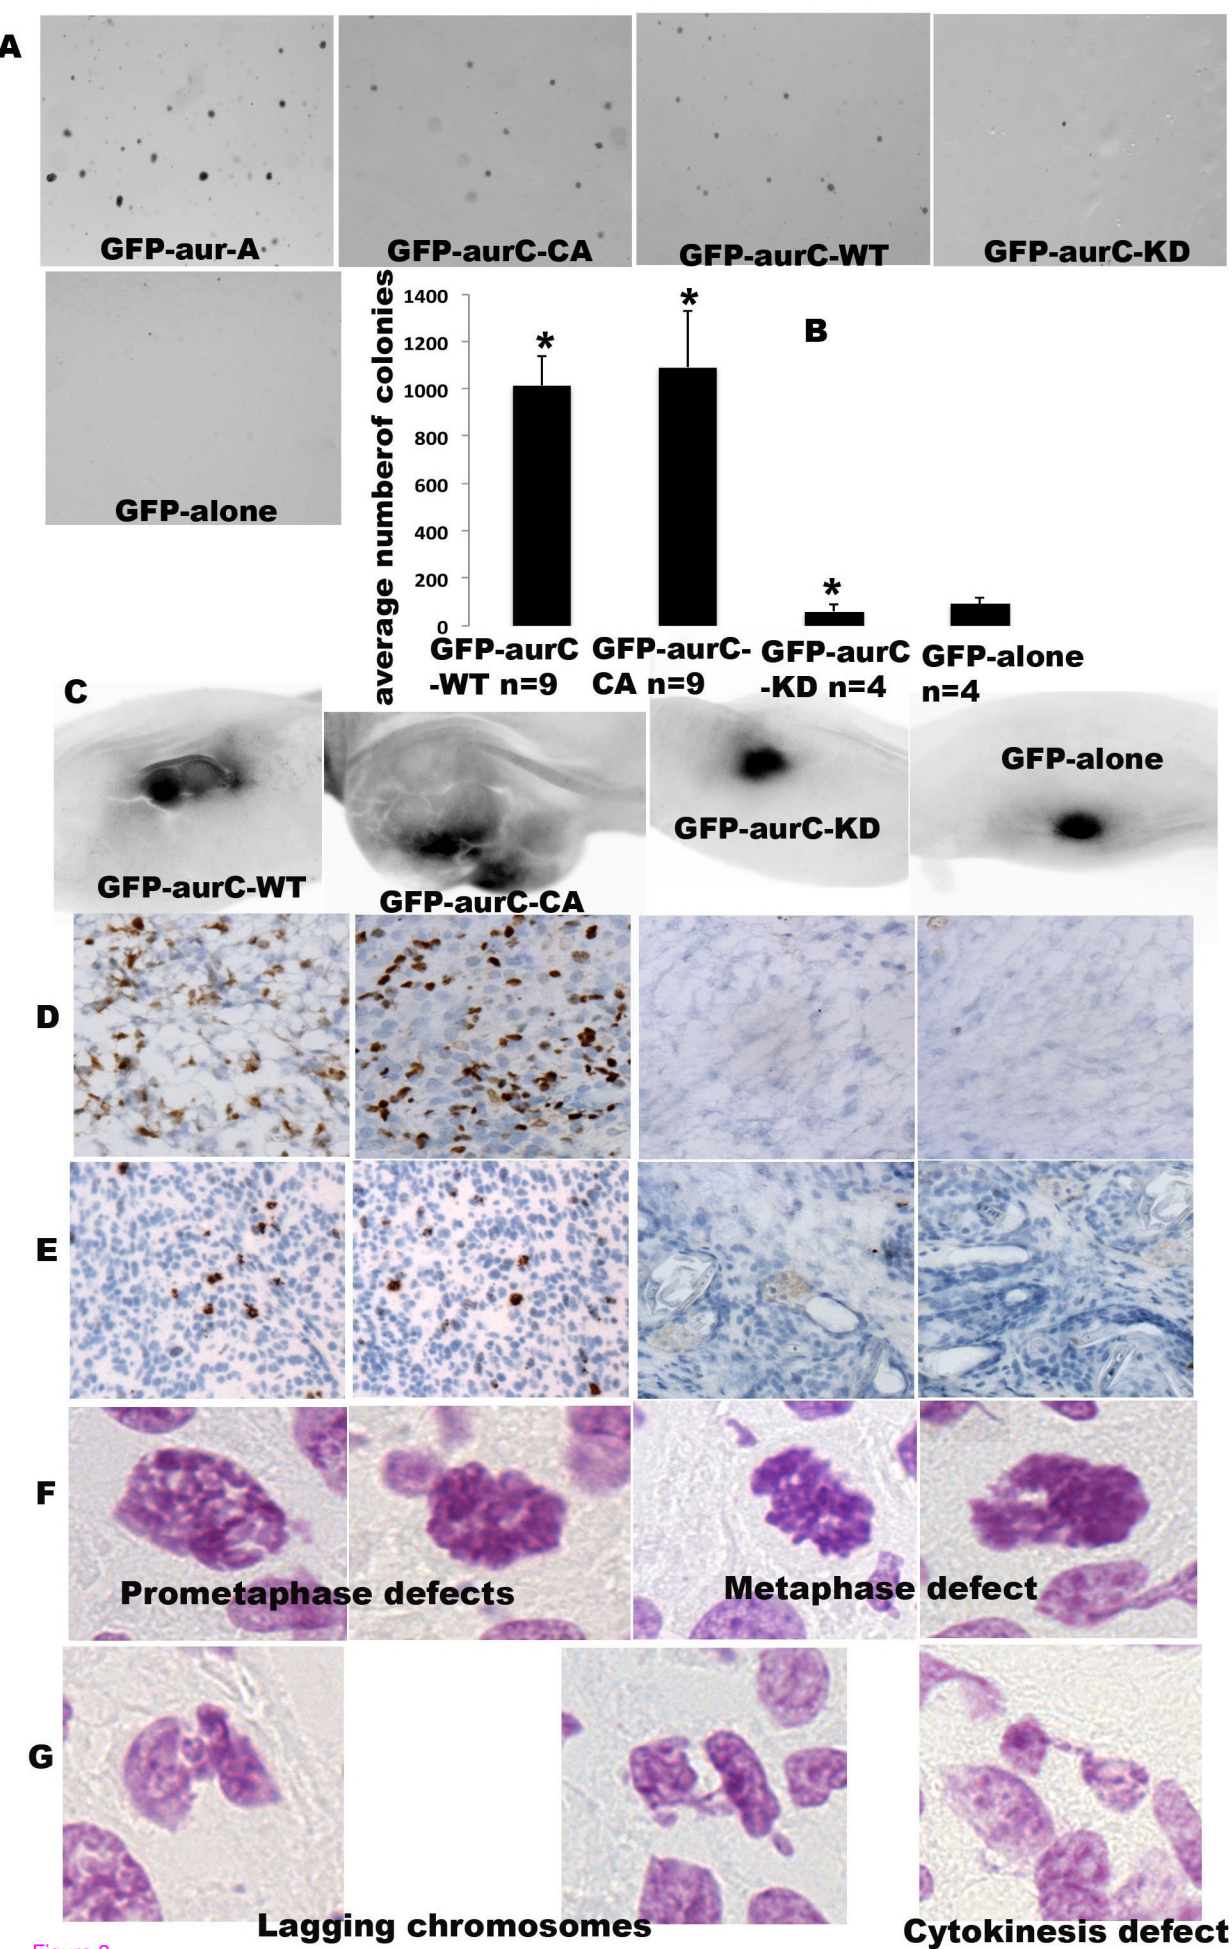 A
GFP-aur-A
GFP-aurC-CA
GFP-aurC-WT
GFP-aurC-KD
GFP-alone
average numberof colonies
1400
1200
1000
800
600
400
200
0
*
*
*
B
GFP-aurC
-WT n=9
GFP-aurC-
CA n=9
GFP-aurC
-KD n=4
GFP-alone
n=4
C
GFP-aurC-WT
GFP-aurC-CA
GFP-aurC-KD
GFP-alone
D
E
F
Prometaphase defects
Metaphase defect
G
Lagging chromosomes
Cytokinesis defect